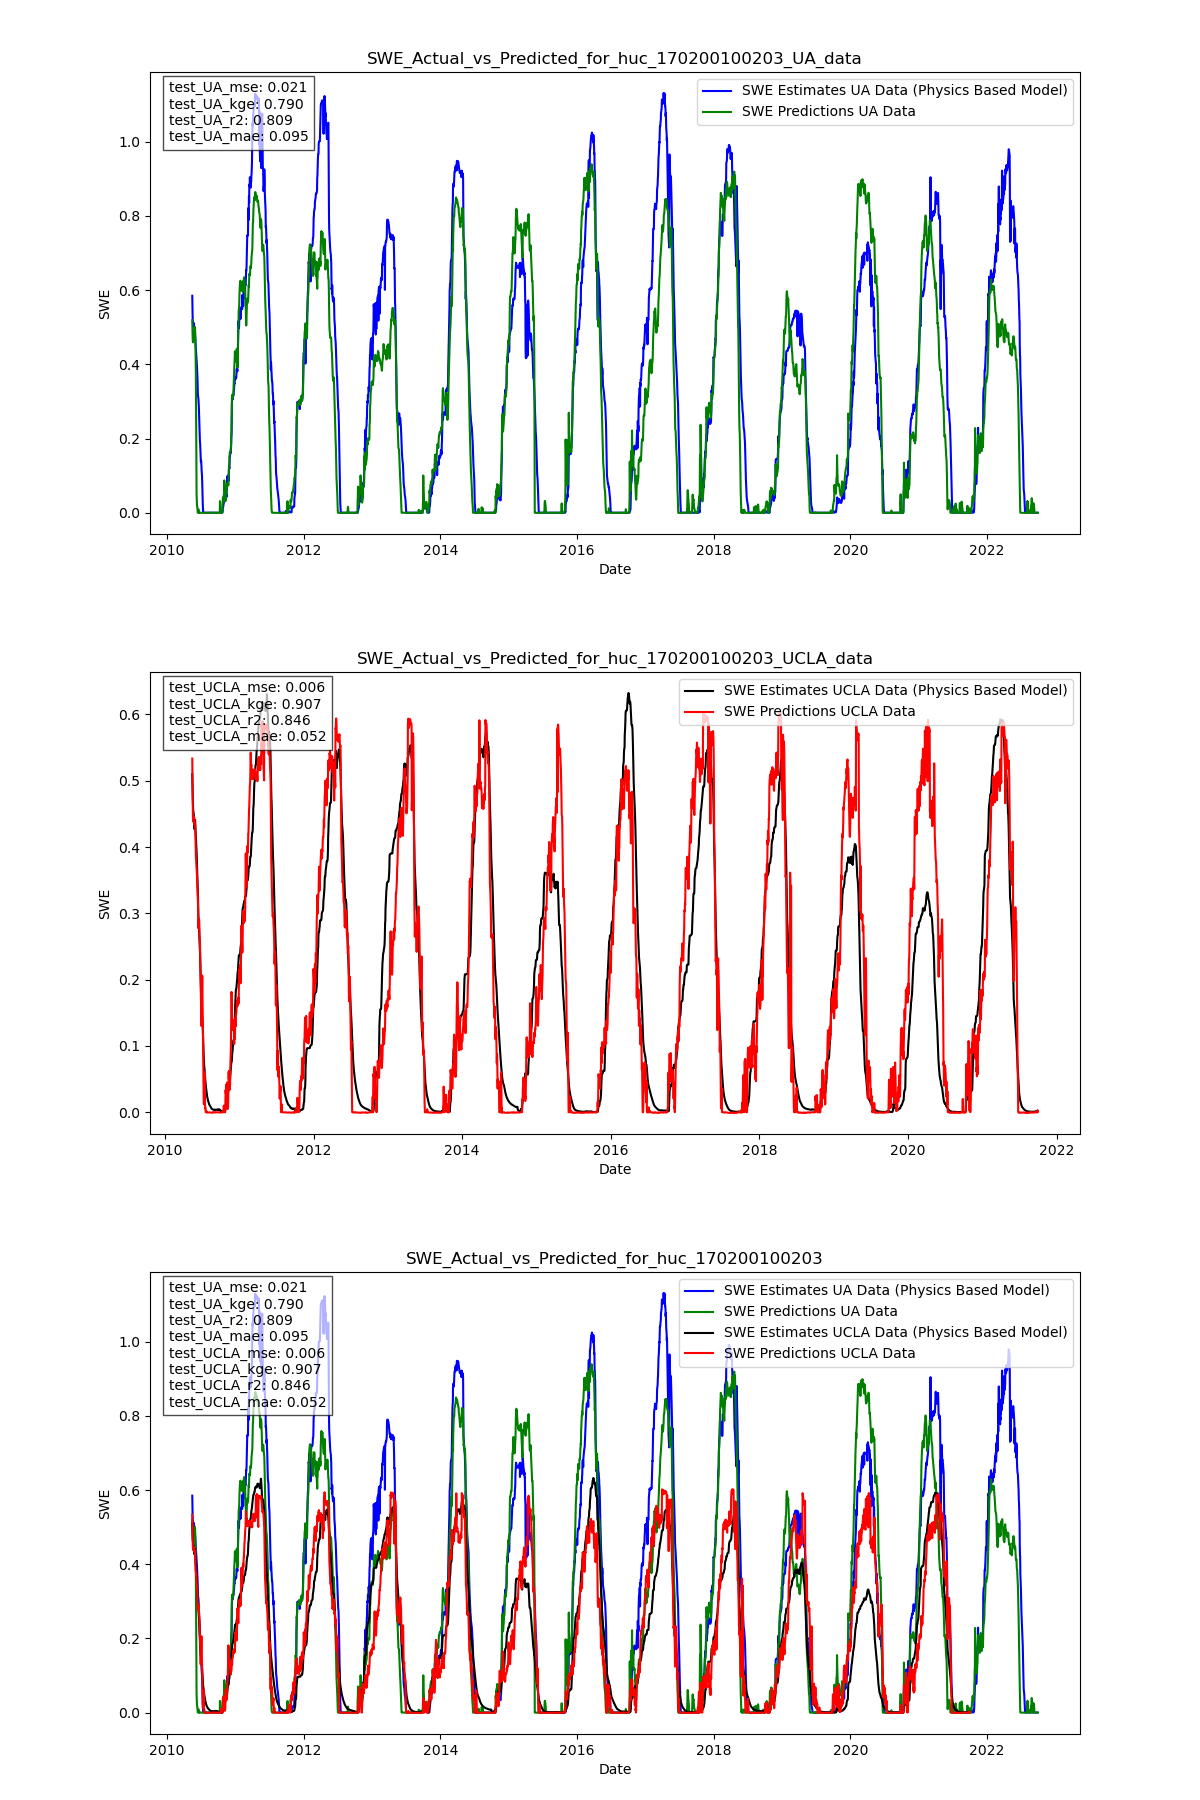 SWE_Actual_vs_Predicted_for_huc_170200100203_UA_data
test_UA_mse: 0.021
test_UA_kge: 0.790
test_UA_r2: 0.809
test_UA_mae: 0.095
SWE Estimates UA Data (Physics Based Model)
SWE Predictions UA Data
1.0
0.8
0.6
0.4
0.2
0.0
SWE
2010 2012 2014 2016 2018 2020 2022
Date
SWE_Actual_vs_Predicted_for_huc_170200100203_UCLA_data
test_UCLA_mse: 0.006
test_UCLA_kge: 0.907
test_UCLA_r2: 0.846
test_UCLA_mae: 0.052
SWE Estimates UCLA Data (Physics Based Model)
SWE Predictions UCLA Data
0.6
0.5
0.4
0.3
0.2
0.1
0.0
SWE
2010 2012 2014 2016 2018 2020 2022
Date
SWE_Actual_vs_Predicted_for_huc_170200100203
test_UA_mse: 0.021
test_UA_kge: 0.790
test_UA_r2: 0.809
test_UA_mae: 0.095
test_UCLA_mse: 0.006
test_UCLA_kge: 0.907
test_UCLA_r2: 0.846
test_UCLA_mae: 0.052
SWE Estimates UA Data (Physics Based Model)
SWE Predictions UA Data
SWE Estimates UCLA Data (Physics Based Model)
SWE Predictions UCLA Data
1.0
0.8
0.6
0.4
0.2
0.0
SWE
2010 2012 2014 2016 2018 2020 2022
Date